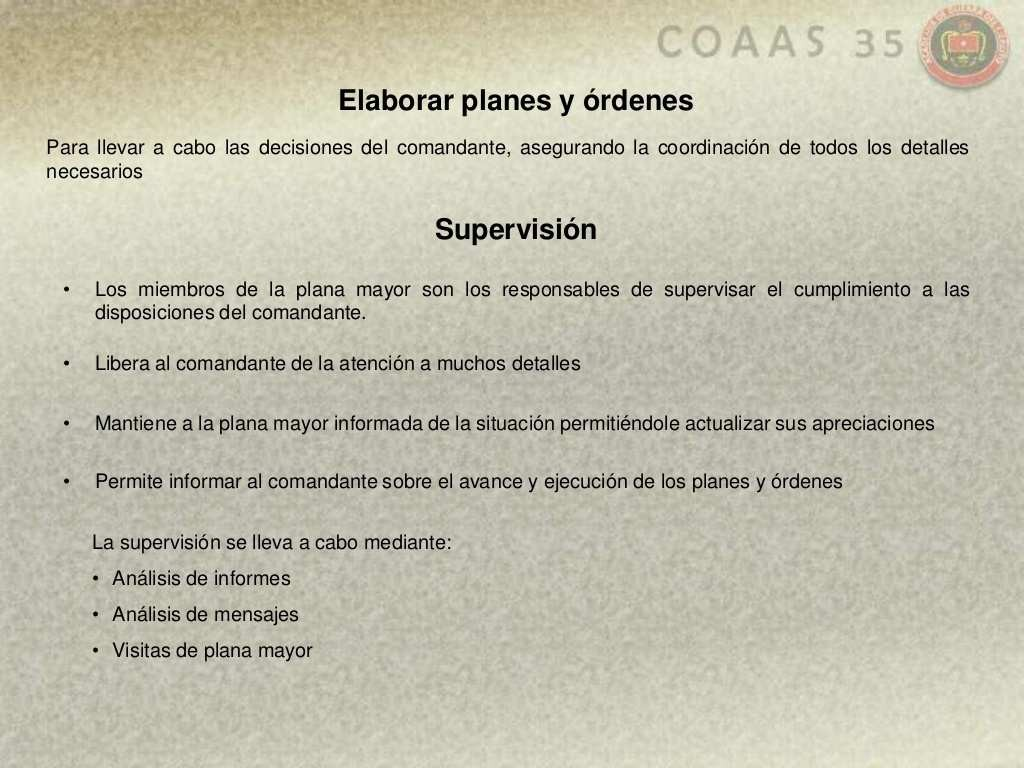 COAAS 35
Elaborar planes y órdenes
Para llevar a cabo las decisiones del comandante, asegurando la coordinación de todos los detalles
necesarios
Supervisión
• Los miembros de la plana mayor son los responsables de supervisar el cumplimiento a las
disposiciones del comandante.
• Libera al comandante de la atención a muchos detalles
• Mantiene a la plana mayor informada de la situación permitiéndole actualizar sus apreciaciones
• Permite informar al comandante sobre el avance y ejecución de los planes y órdenes
La supervisión se lleva a cabo mediante:
• Análisis de informes
• Análisis de mensajes
• Visitas de plana mayor